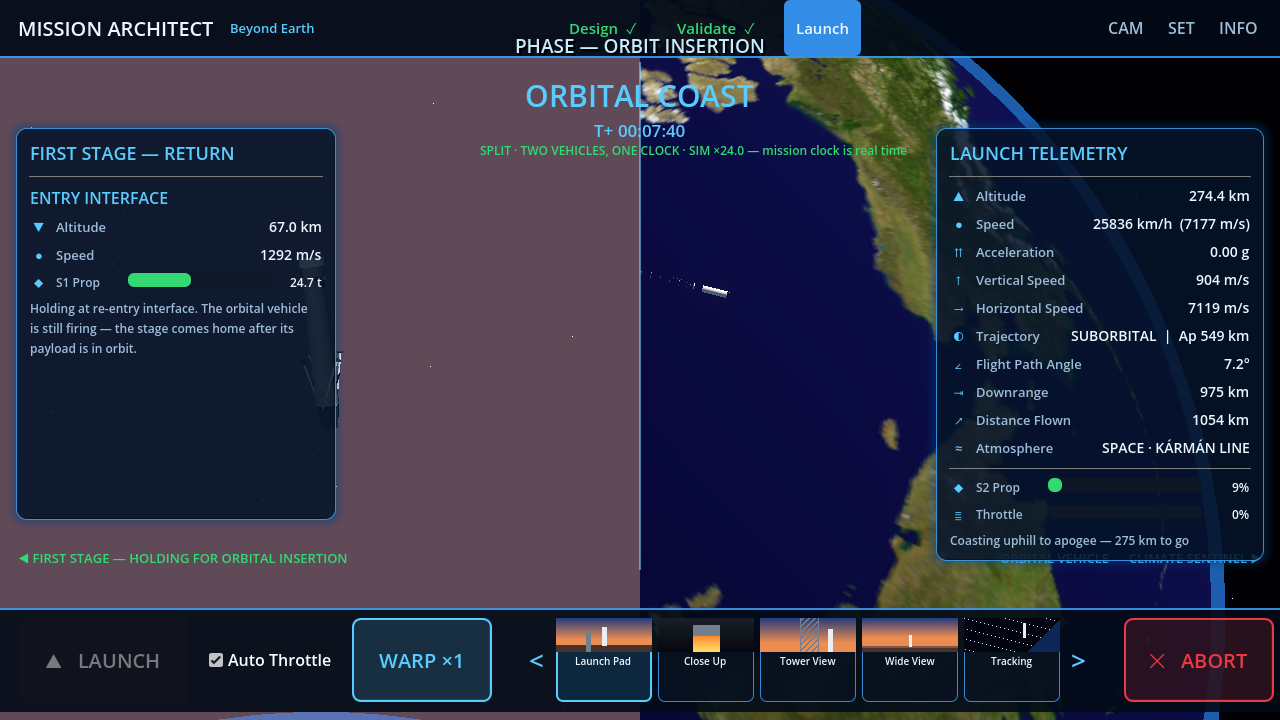 MISSION ARCHITECT
Beyond Earth
Design ✓
Validate ✓
Launch
CAM
SET
INFO
PHASE — ORBIT INSERTION
ORBITAL COAST
T+ 00:07:40
SPLIT · TWO VEHICLES, ONE CLOCK · SIM ×24.0 — mission clock is real time
FIRST STAGE — RETURN
ENTRY INTERFACE
Altitude 67.0 km
Speed 1292 m/s
S1 Prop 24.7 t
Holding at re-entry interface. The orbital vehicle
is still firing — the stage comes home after its
payload is in orbit.
◀ FIRST STAGE — HOLDING FOR ORBITAL INSERTION
LAUNCH TELEMETRY
Altitude 274.4 km
Speed 25836 km/h (7177 m/s)
Acceleration 0.00 g
Vertical Speed 904 m/s
Horizontal Speed 7119 m/s
Trajectory SUBORBITAL | Ap 549 km
Flight Path Angle 7.2°
Downrange 975 km
Distance Flown 1054 km
Atmosphere SPACE · KÁRMÁN LINE
S2 Prop 9%
Throttle 0%
Coasting uphill to apogee — 275 km to go
ORBITAL VEHICLE — CLIMATE SENTINEL ▶
▲ LAUNCH
Auto Throttle
WARP ×1
<
Launch Pad
Close Up
Tower View
Wide View
Tracking
>
ABORT